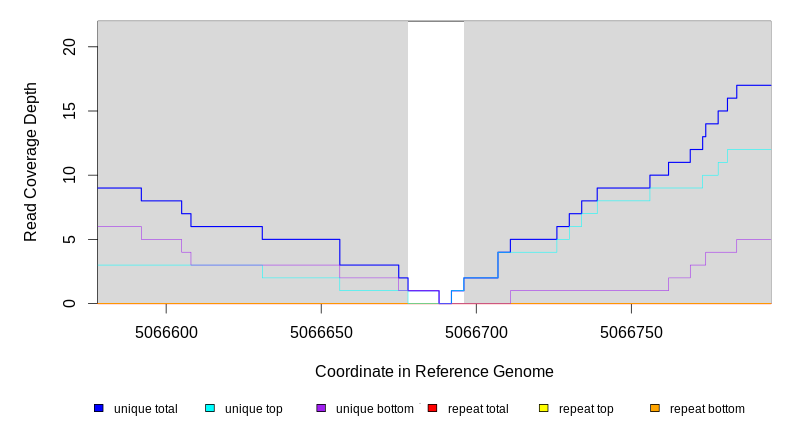 20
15
10
5
0
Read Coverage Depth
5066600 5066650 5066700 5066750
Coordinate in Reference Genome
unique total unique top unique bottom repeat total repeat top repeat bottom